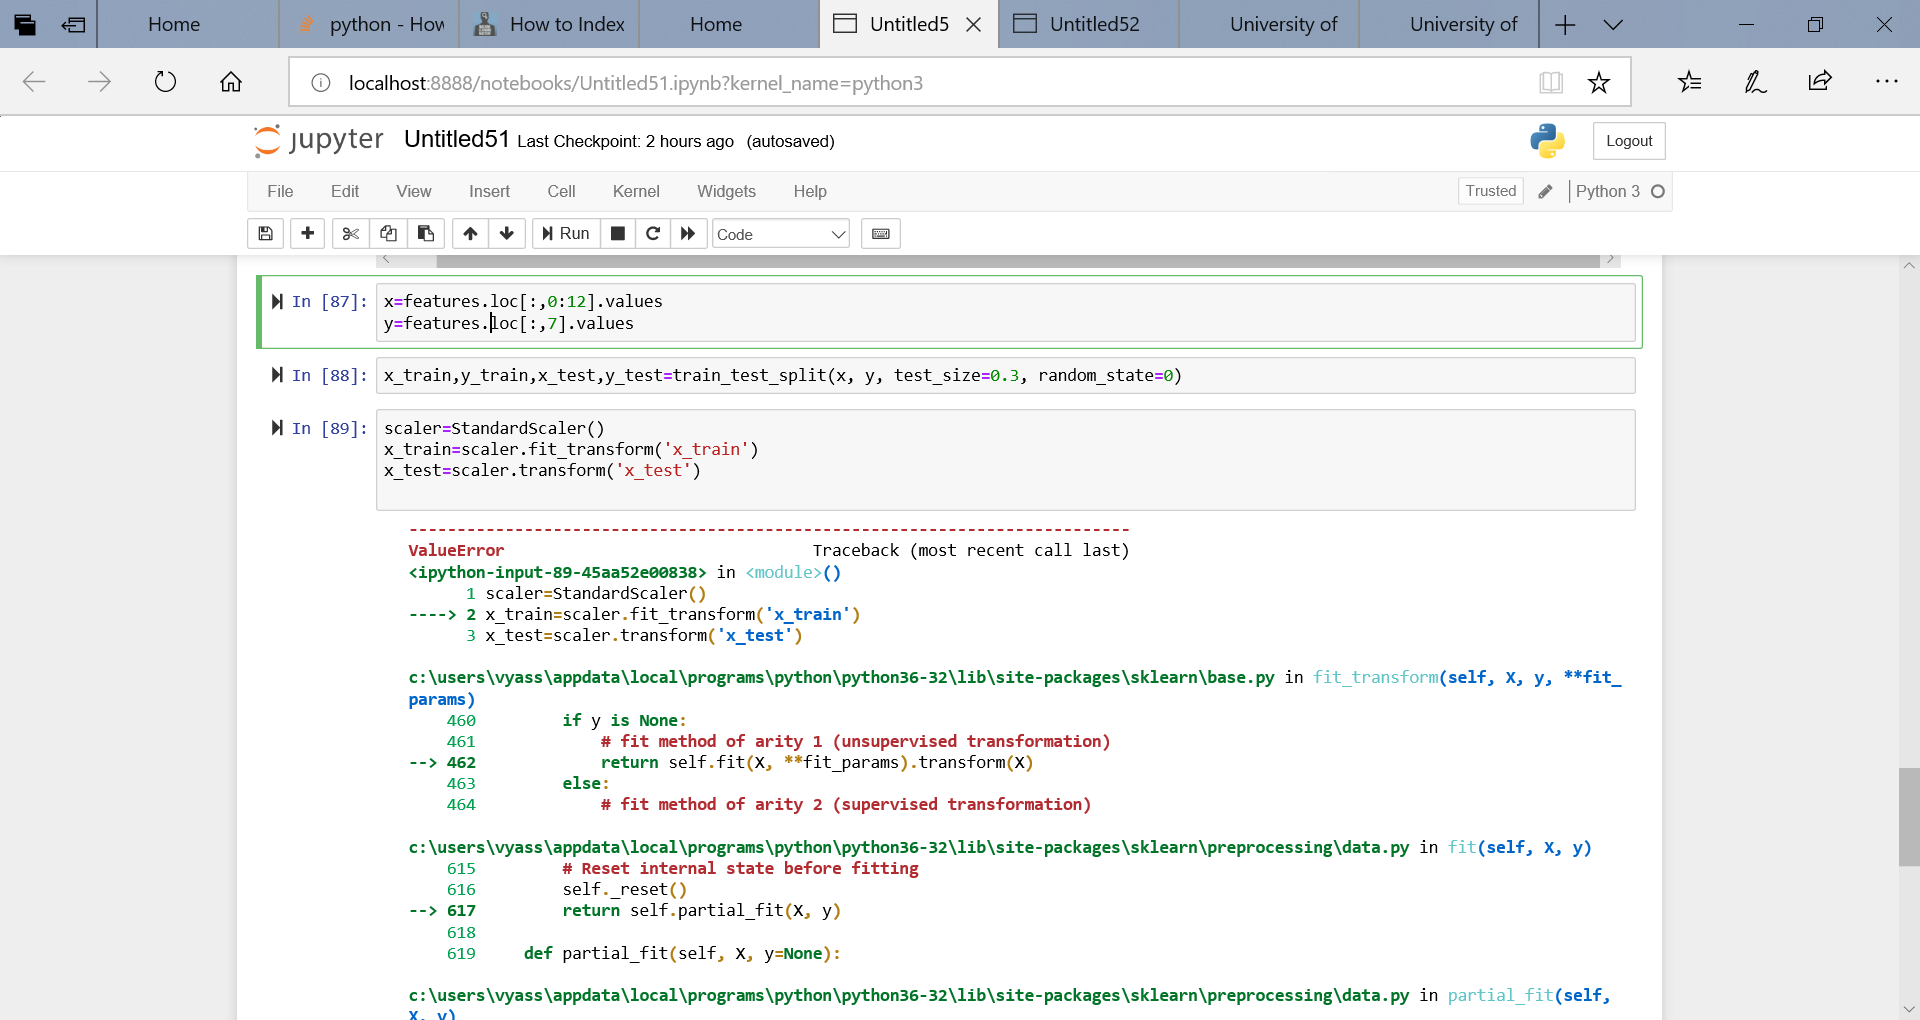 Home
python - How
How to Index
Home
Untitled5
Untitled52
University of
University of
localhost:8888/notebooks/Untitled51.ipynb?kernel_name=python3
jupyter Untitled51 Last Checkpoint: 2 hours ago (autosaved)
Logout
File Edit View Insert Cell Kernel Widgets Help
Trusted
Python 3
Run
Code
In [87]: x=features.loc[:,0:12].values
y=features.loc[:,7].values
In [88]: x_train,y_train,x_test,y_test=train_test_split(x, y, test_size=0.3, random_state=0)
In [89]: scaler=StandardScaler()
x_train=scaler.fit_transform('x_train')
x_test=scaler.transform('x_test')
---------------------------------------------------------------------------
ValueError Traceback (most recent call last)
<ipython-input-89-45aa52e00838> in <module>()
1 scaler=StandardScaler()
----> 2 x_train=scaler.fit_transform('x_train')
3 x_test=scaler.transform('x_test')
c:\users\vyass\appdata\local\programs\python\python36-32\lib\site-packages\sklearn\base.py in fit_transform(self, X, y, **fit_
params)
460 if y is None:
461 # fit method of arity 1 (unsupervised transformation)
--> 462 return self.fit(X, **fit_params).transform(X)
463 else:
464 # fit method of arity 2 (supervised transformation)
c:\users\vyass\appdata\local\programs\python\python36-32\lib\site-packages\sklearn\preprocessing\data.py in fit(self, X, y)
615 # Reset internal state before fitting
616 self._reset()
--> 617 return self.partial_fit(X, y)
618
619 def partial_fit(self, X, y=None):
c:\users\vyass\appdata\local\programs\python\python36-32\lib\site-packages\sklearn\preprocessing\data.py in partial_fit(self,
X, y)